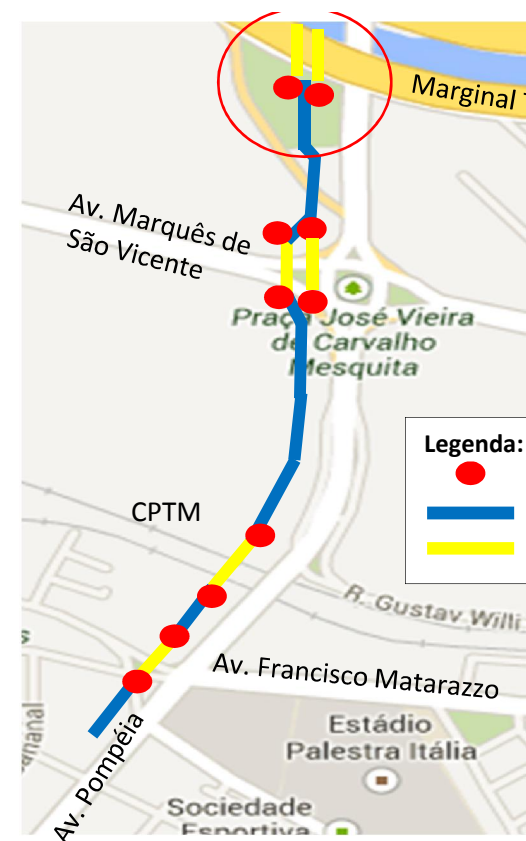 Marginal T
Av. Marquês de
São Vicente
Praça José Vieira
de Carvalho
Mesquita
Legenda:
CPTM
R. Gustav Willi
Av. Francisco Matarazzo
Estádio
Palestra Itália
Av. Pompéia
Sociedade
Esportiva